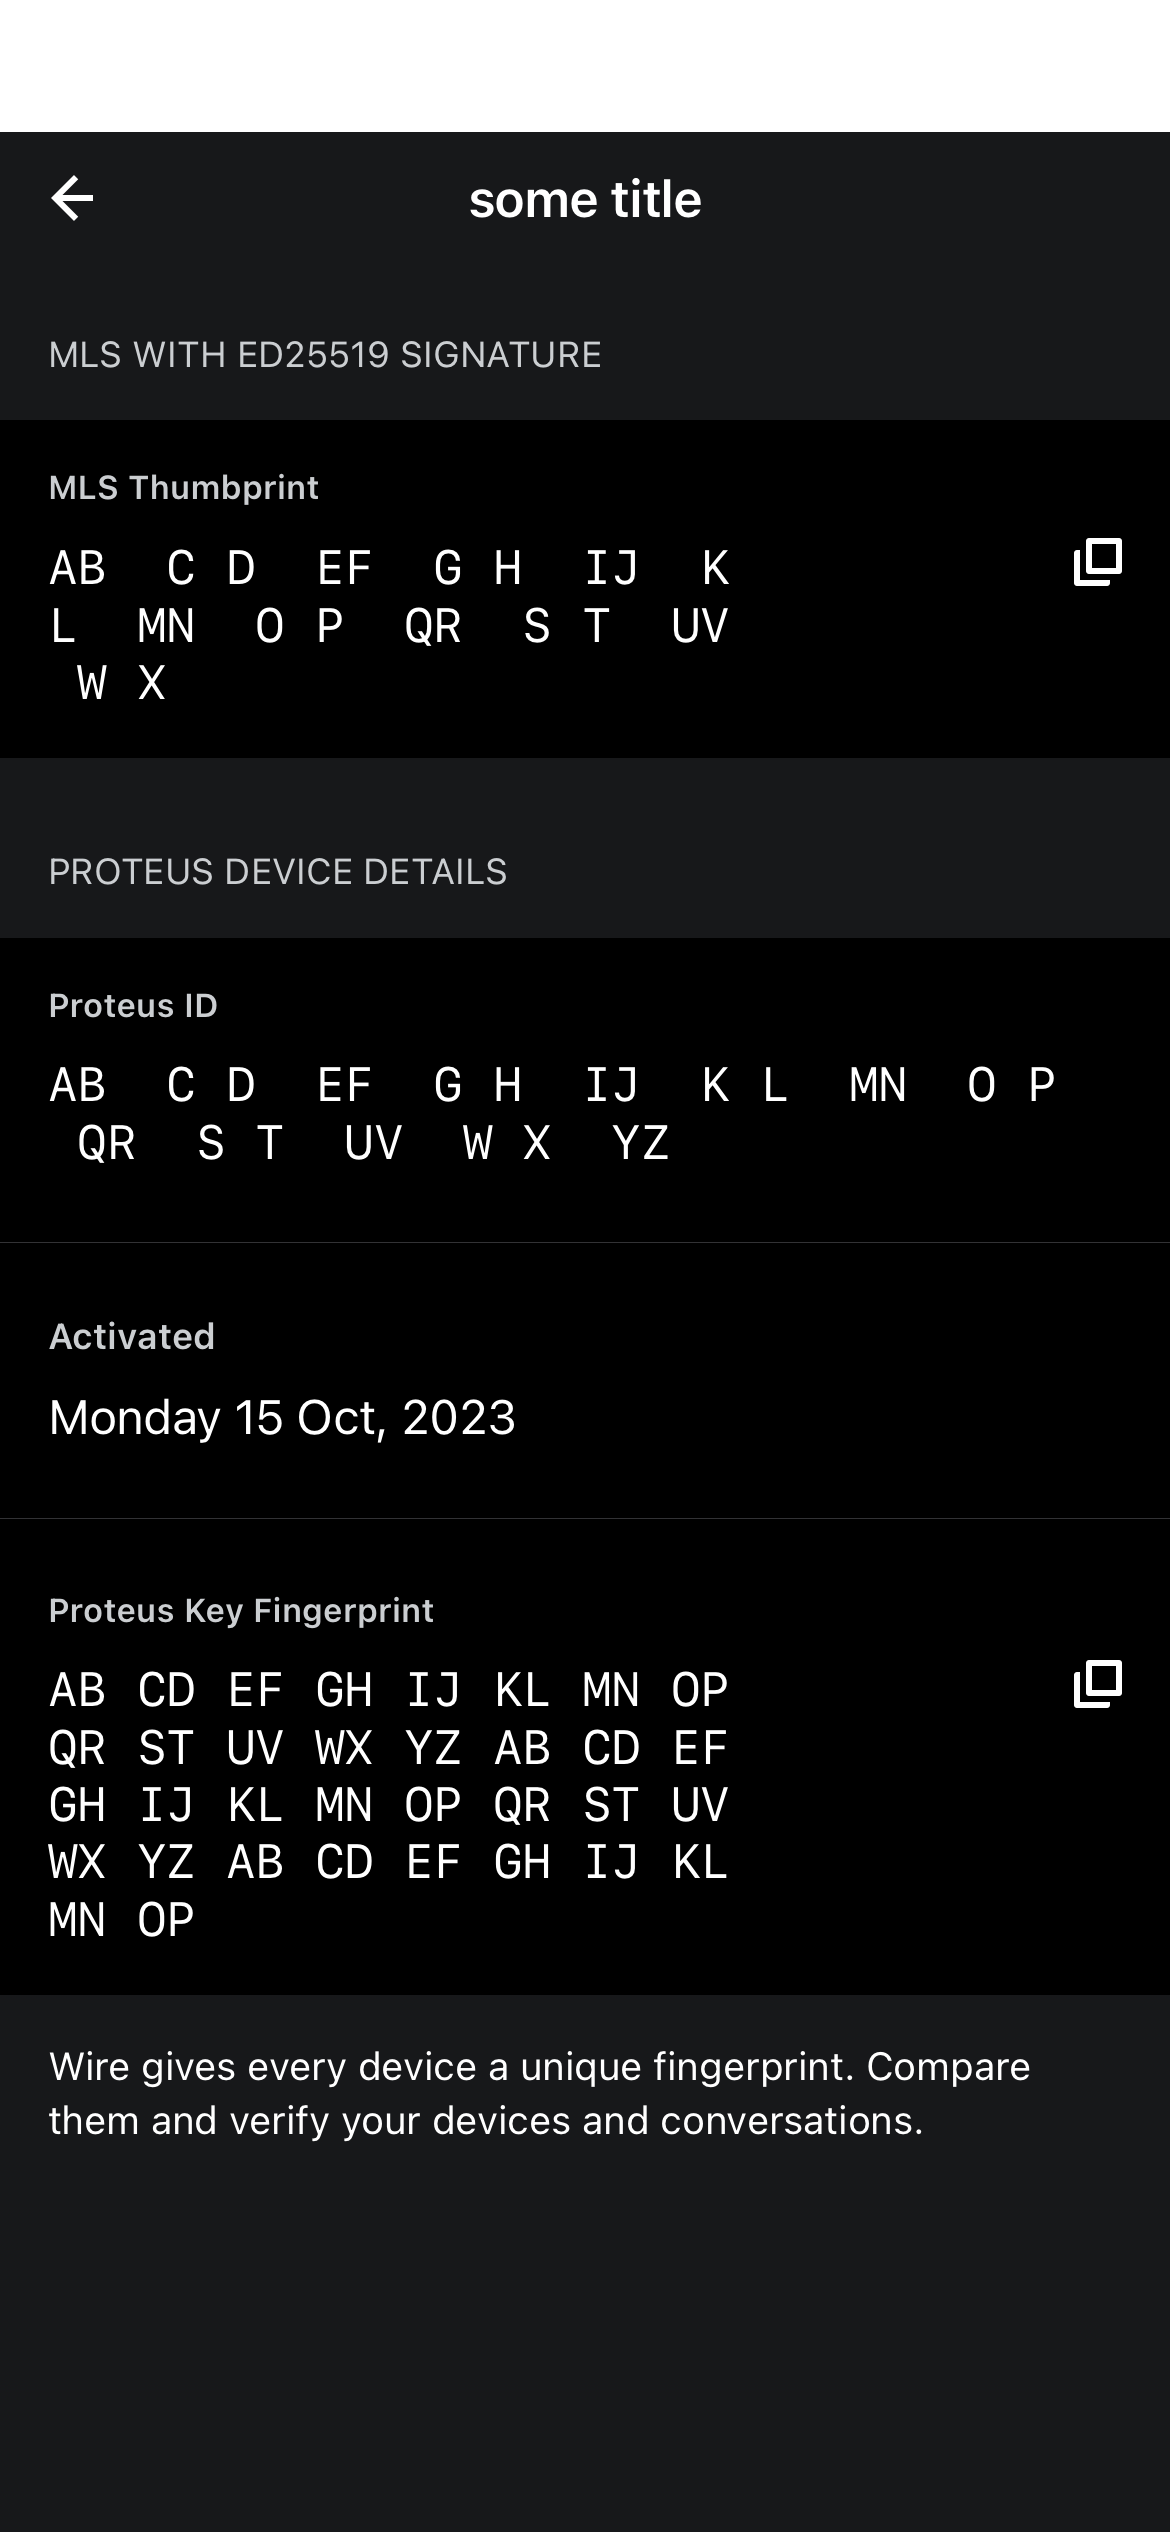 some title
MLS WITH ED25519 SIGNATURE
MLS Thumbprint
AB  C D  EF  G H  IJ  K
L  MN  O P  QR  S T  UV
 W X
PROTEUS DEVICE DETAILS
Proteus ID
AB  C D  EF  G H  IJ  K L  MN  O P
 QR  S T  UV  W X  YZ
Activated
Monday 15 Oct, 2023
Proteus Key Fingerprint
AB CD EF GH IJ KL MN OP
QR ST UV WX YZ AB CD EF
GH IJ KL MN OP QR ST UV
WX YZ AB CD EF GH IJ KL
MN OP
Wire gives every device a unique fingerprint. Compare
them and verify your devices and conversations.